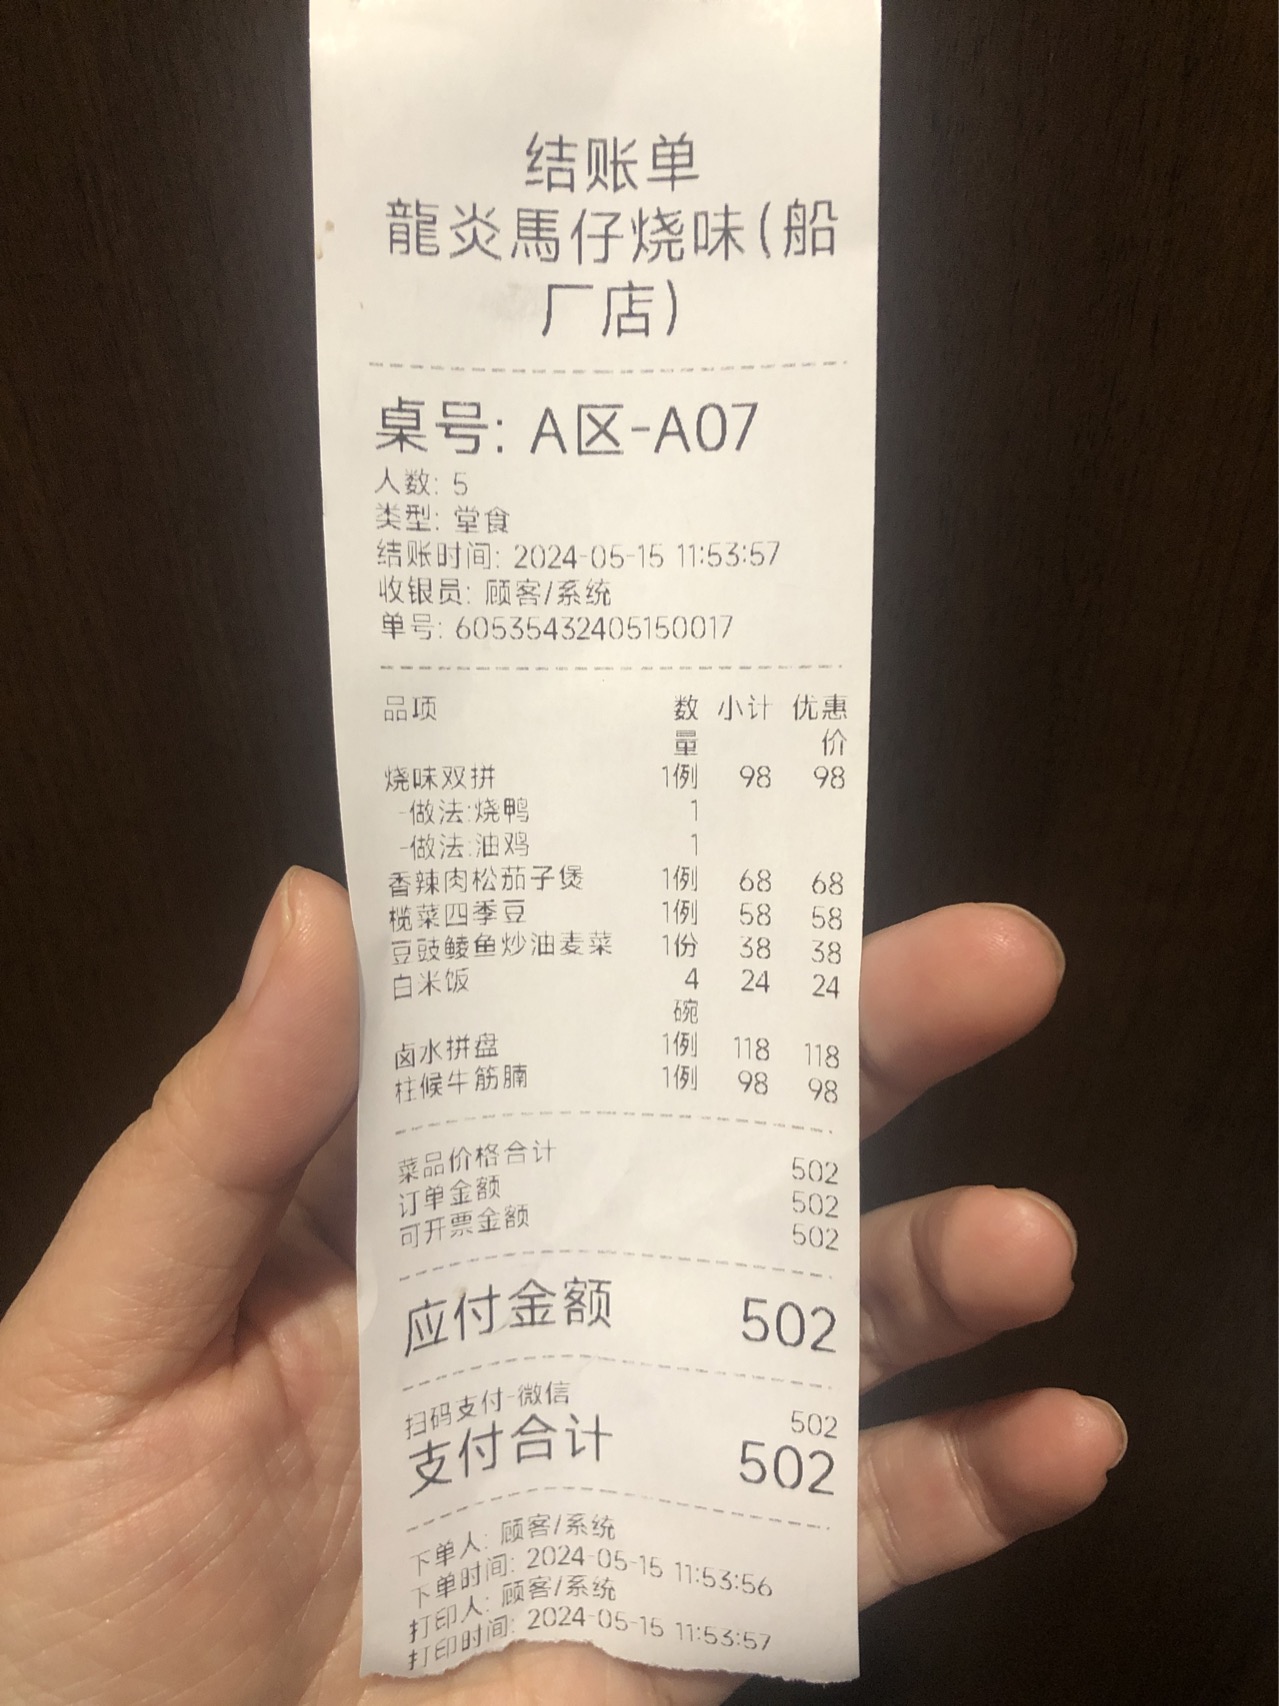 结账单
龍炎馬仔烧味(船
厂店)
桌号: A区-A07
人数: 5
类型: 堂食
结账时间: 2024-05-15 11:53:57
收银员: 顾客/系统
单号: 60535432405150017
品项 数 小计 优惠
量 价
烧味双拼 1例 98 98
-做法:烧鸭 1
-做法:油鸡 1
香辣肉松茄子煲 1例 68 68
榄菜四季豆 1例 58 58
豆豉鲮鱼炒油麦菜 1份 38 38
白米饭 4 24 24
碗
卤水拼盘 1例 118 118
柱候牛筋腩 1例 98 98
菜品价格合计 502
订单金额 502
可开票金额 502
应付金额 502
扫码支付-微信 502
支付合计 502
下单人: 顾客/系统
下单时间: 2024-05-15 11:53:56
打印人: 顾客/系统
打印时间: 2024-05-15 11:53:57